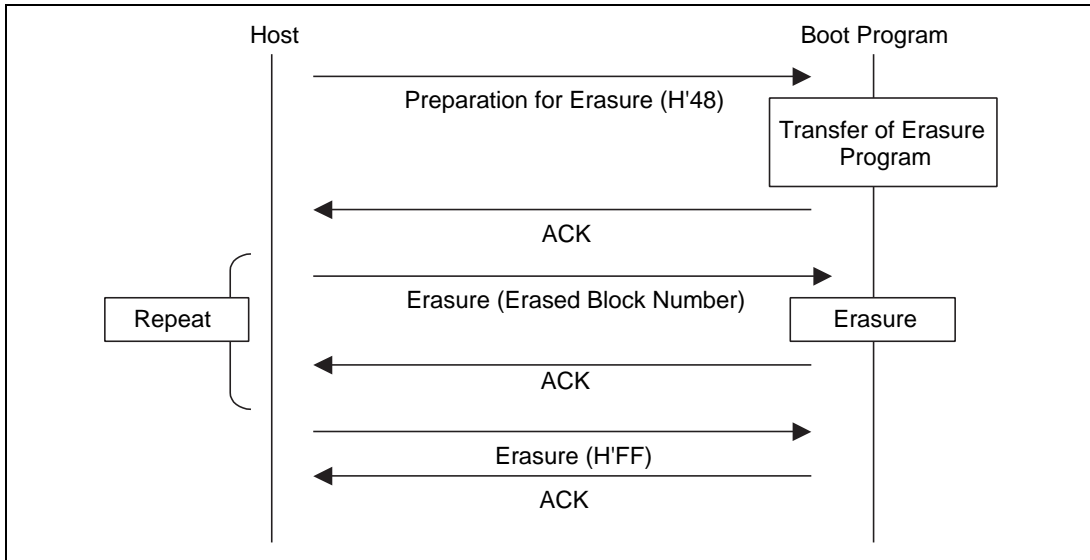 Host
Boot Program
Preparation for Erasure (H'48)
Transfer of Erasure
Program
ACK
Erasure (Erased Block Number)
Repeat
Erasure
ACK
Erasure (H'FF)
ACK